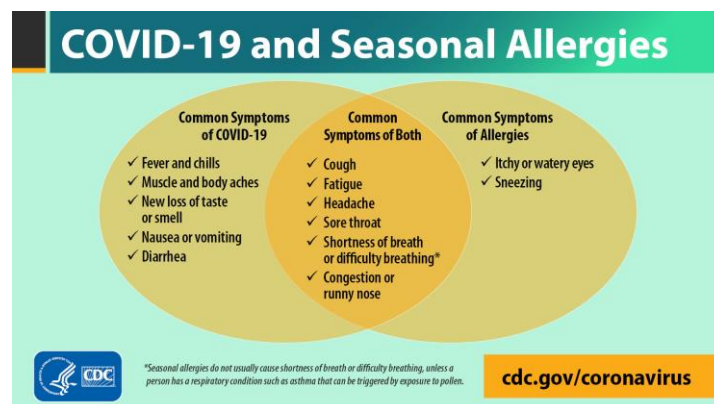 COVID-19 and Seasonal Allergies
Common Symptoms
of COVID-19
✓ Fever and chills
✓ Muscle and body aches
✓ New loss of taste
or smell
✓ Nausea or vomiting
✓ Diarrhea
Common
Symptoms of Both
✓ Cough
✓ Fatigue
✓ Headache
✓ Sore throat
✓ Shortness of breath
or difficulty breathing*
✓ Congestion or
runny nose
Common Symptoms
of Allergies
✓ Itchy or watery eyes
✓ Sneezing
CDC
*Seasonal allergies do not usually cause shortness of breath or difficulty breathing, unless a
person has a respiratory condition such as asthma that can be triggered by exposure to pollen.
cdc.gov/coronavirus